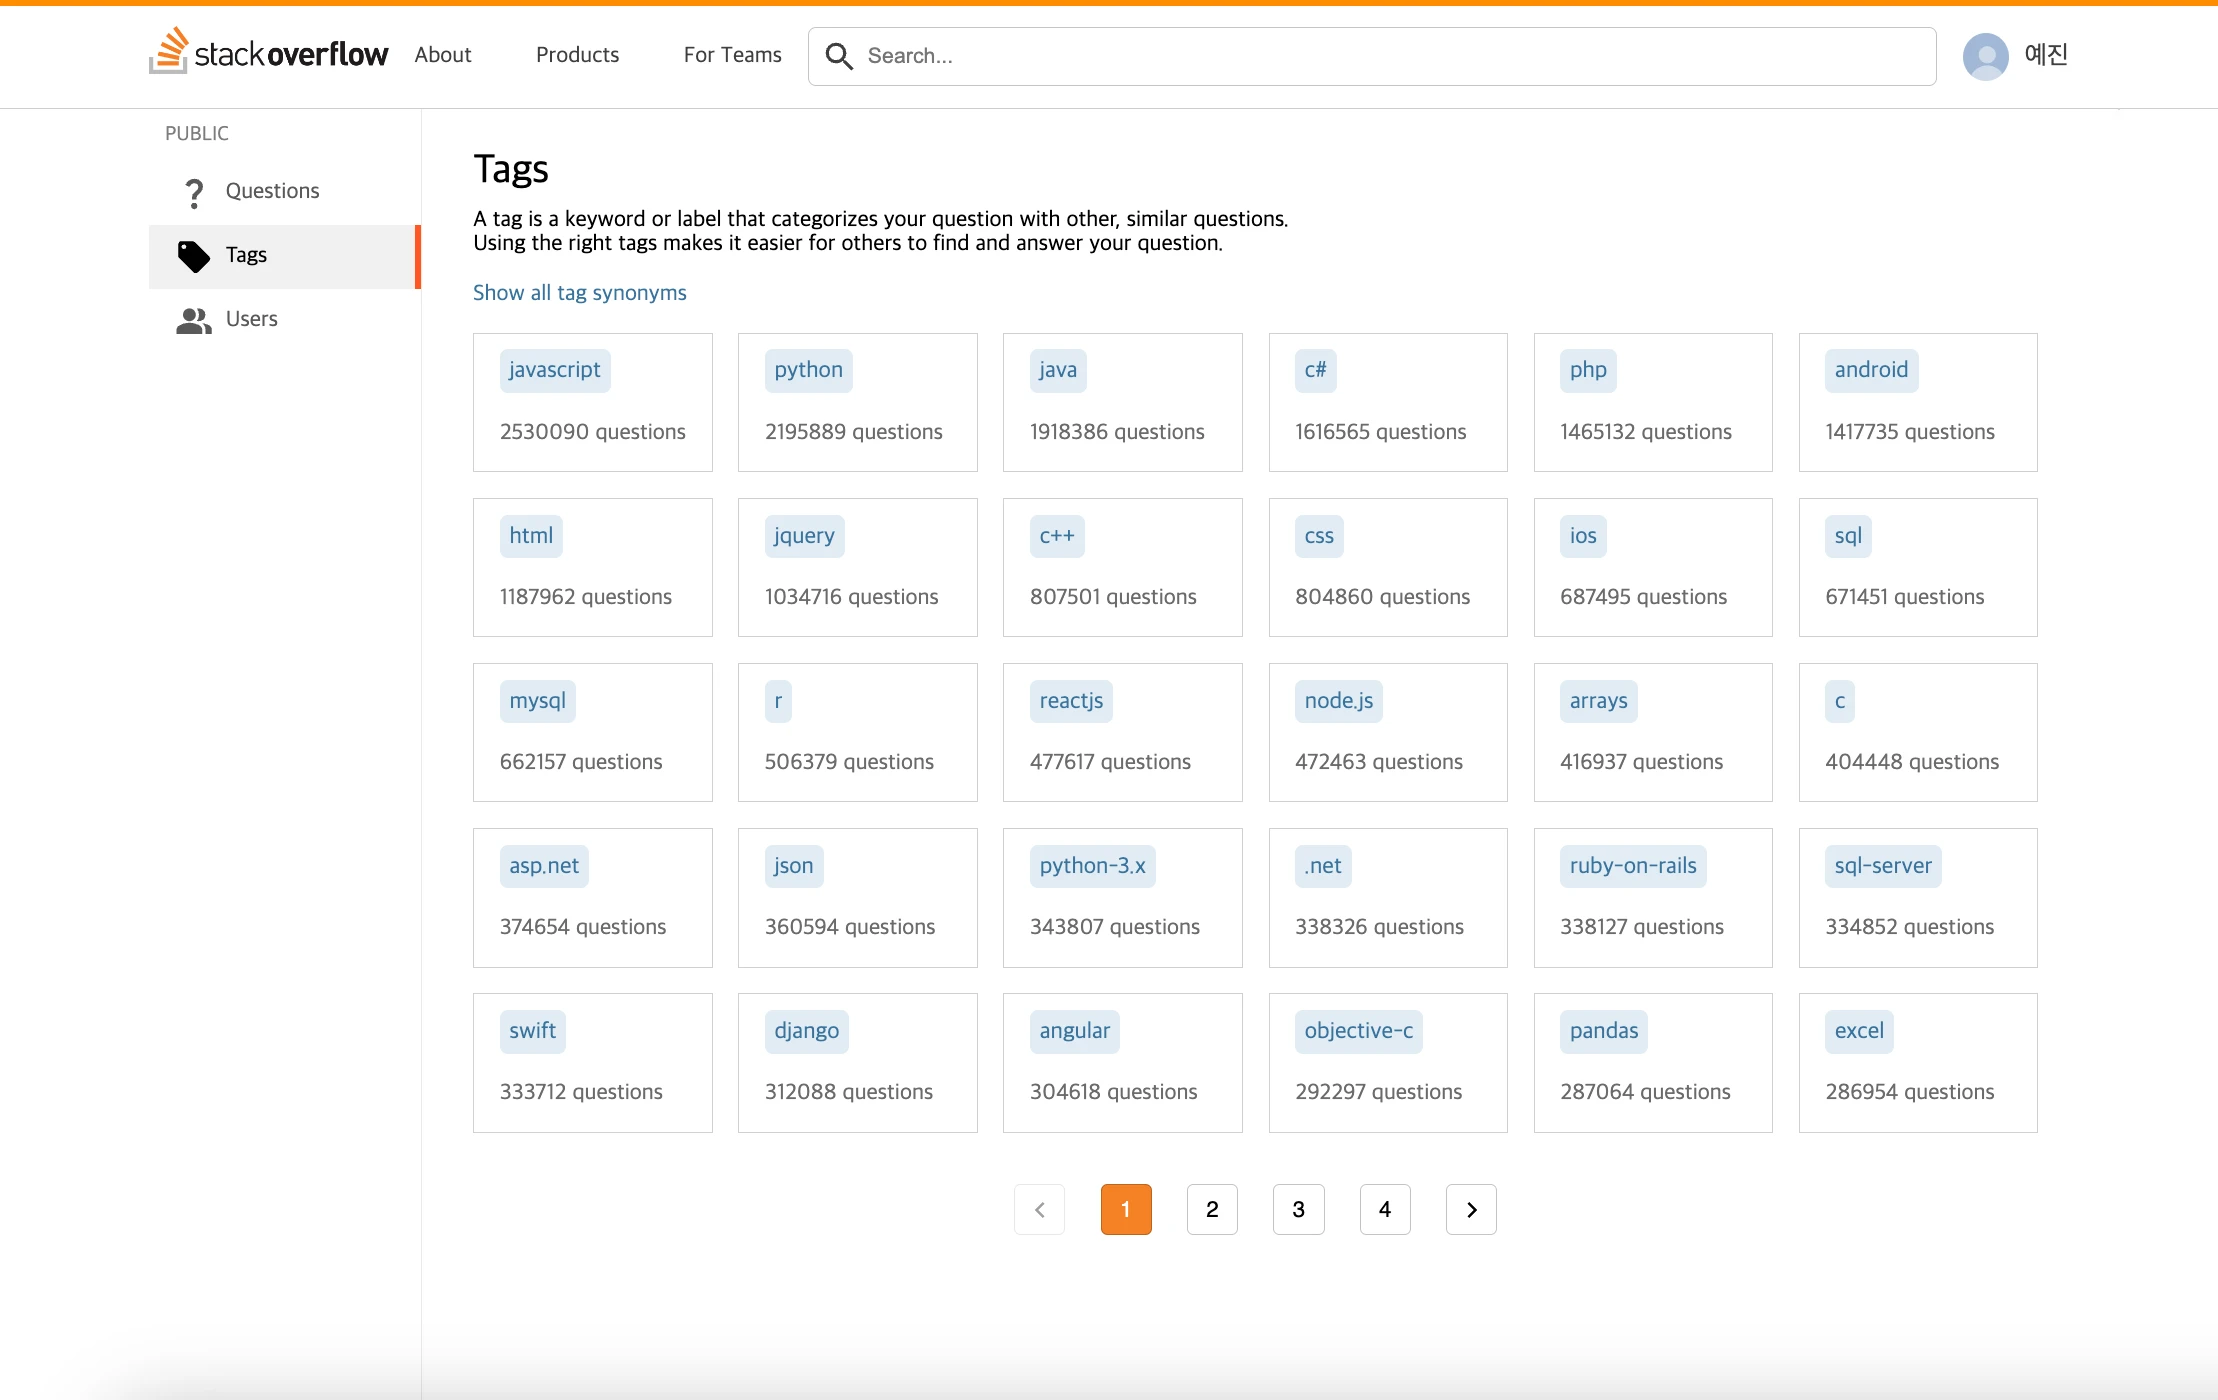 stackoverflow About Products For Teams Search... 예진
PUBLIC
Questions
Tags
Users
Tags
A tag is a keyword or label that categorizes your question with other, similar questions.
Using the right tags makes it easier for others to find and answer your question.
Show all tag synonyms
javascript python java c# php android
2530090 questions 2195889 questions 1918386 questions 1616565 questions 1465132 questions 1417735 questions
html jquery c++ css ios sql
1187962 questions 1034716 questions 807501 questions 804860 questions 687495 questions 671451 questions
mysql r reactjs node.js arrays c
662157 questions 506379 questions 477617 questions 472463 questions 416937 questions 404448 questions
asp.net json python-3.x .net ruby-on-rails sql-server
374654 questions 360594 questions 343807 questions 338326 questions 338127 questions 334852 questions
swift django angular objective-c pandas excel
333712 questions 312088 questions 304618 questions 292297 questions 287064 questions 286954 questions
1 2 3 4